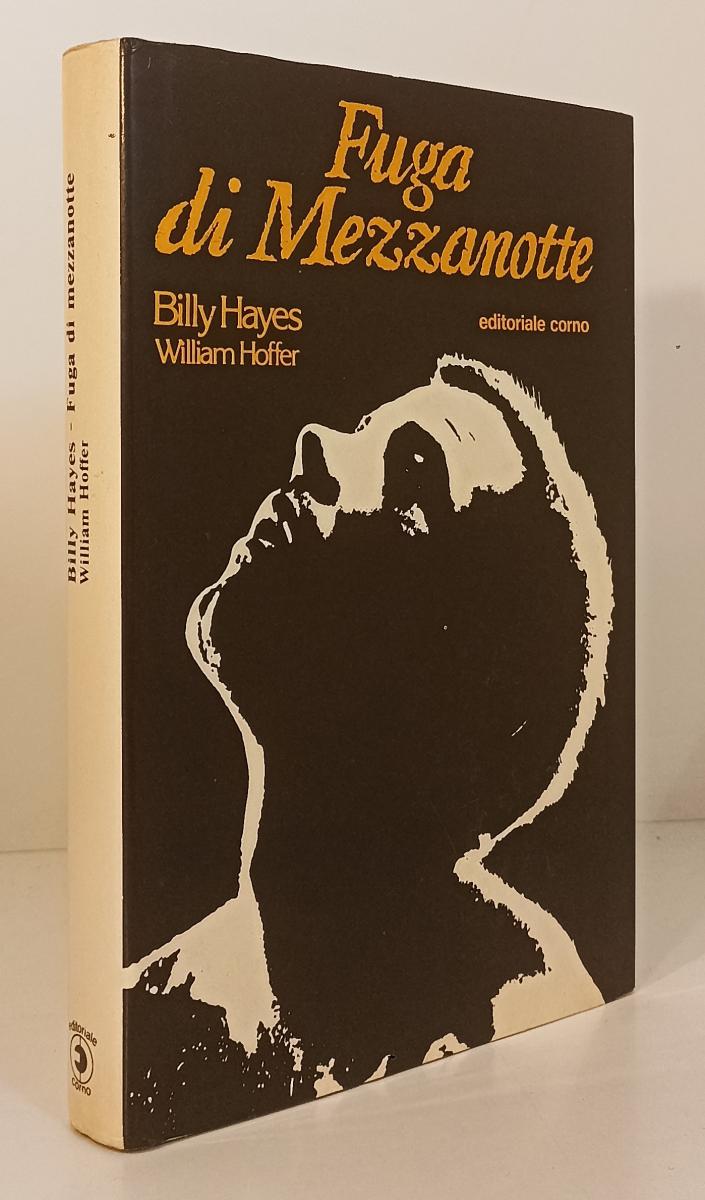 Fuga
di Mezzanotte
Billy Hayes
William Hoffer
editoriale corno
Billy Hayes - Fuga di mezzanotte
William Hoffer
editoriale
corno